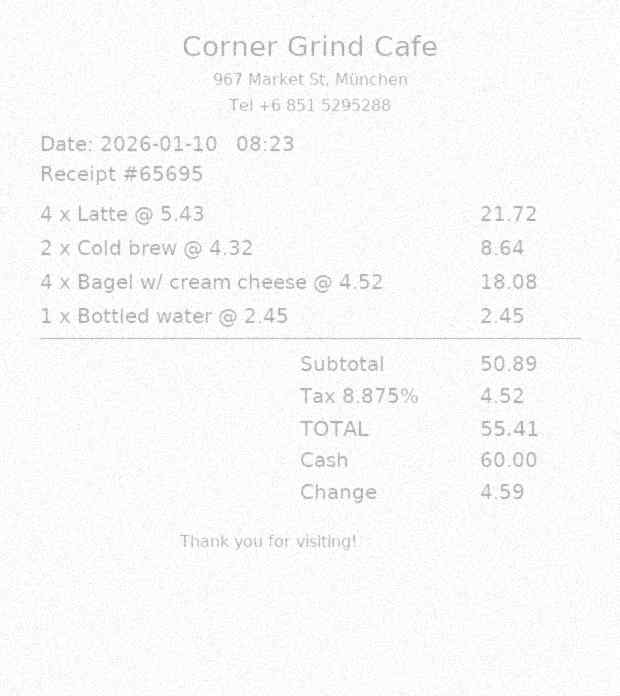 Corner Grind Cafe
967 Market St, München
Tel +6 851 5295288
Date: 2026-01-10 08:23
Receipt #65695
4 x Latte @ 5.43 21.72
2 x Cold brew @ 4.32 8.64
4 x Bagel w/ cream cheese @ 4.52 18.08
1 x Bottled water @ 2.45 2.45
Subtotal 50.89
Tax 8.875% 4.52
TOTAL 55.41
Cash 60.00
Change 4.59
Thank you for visiting!